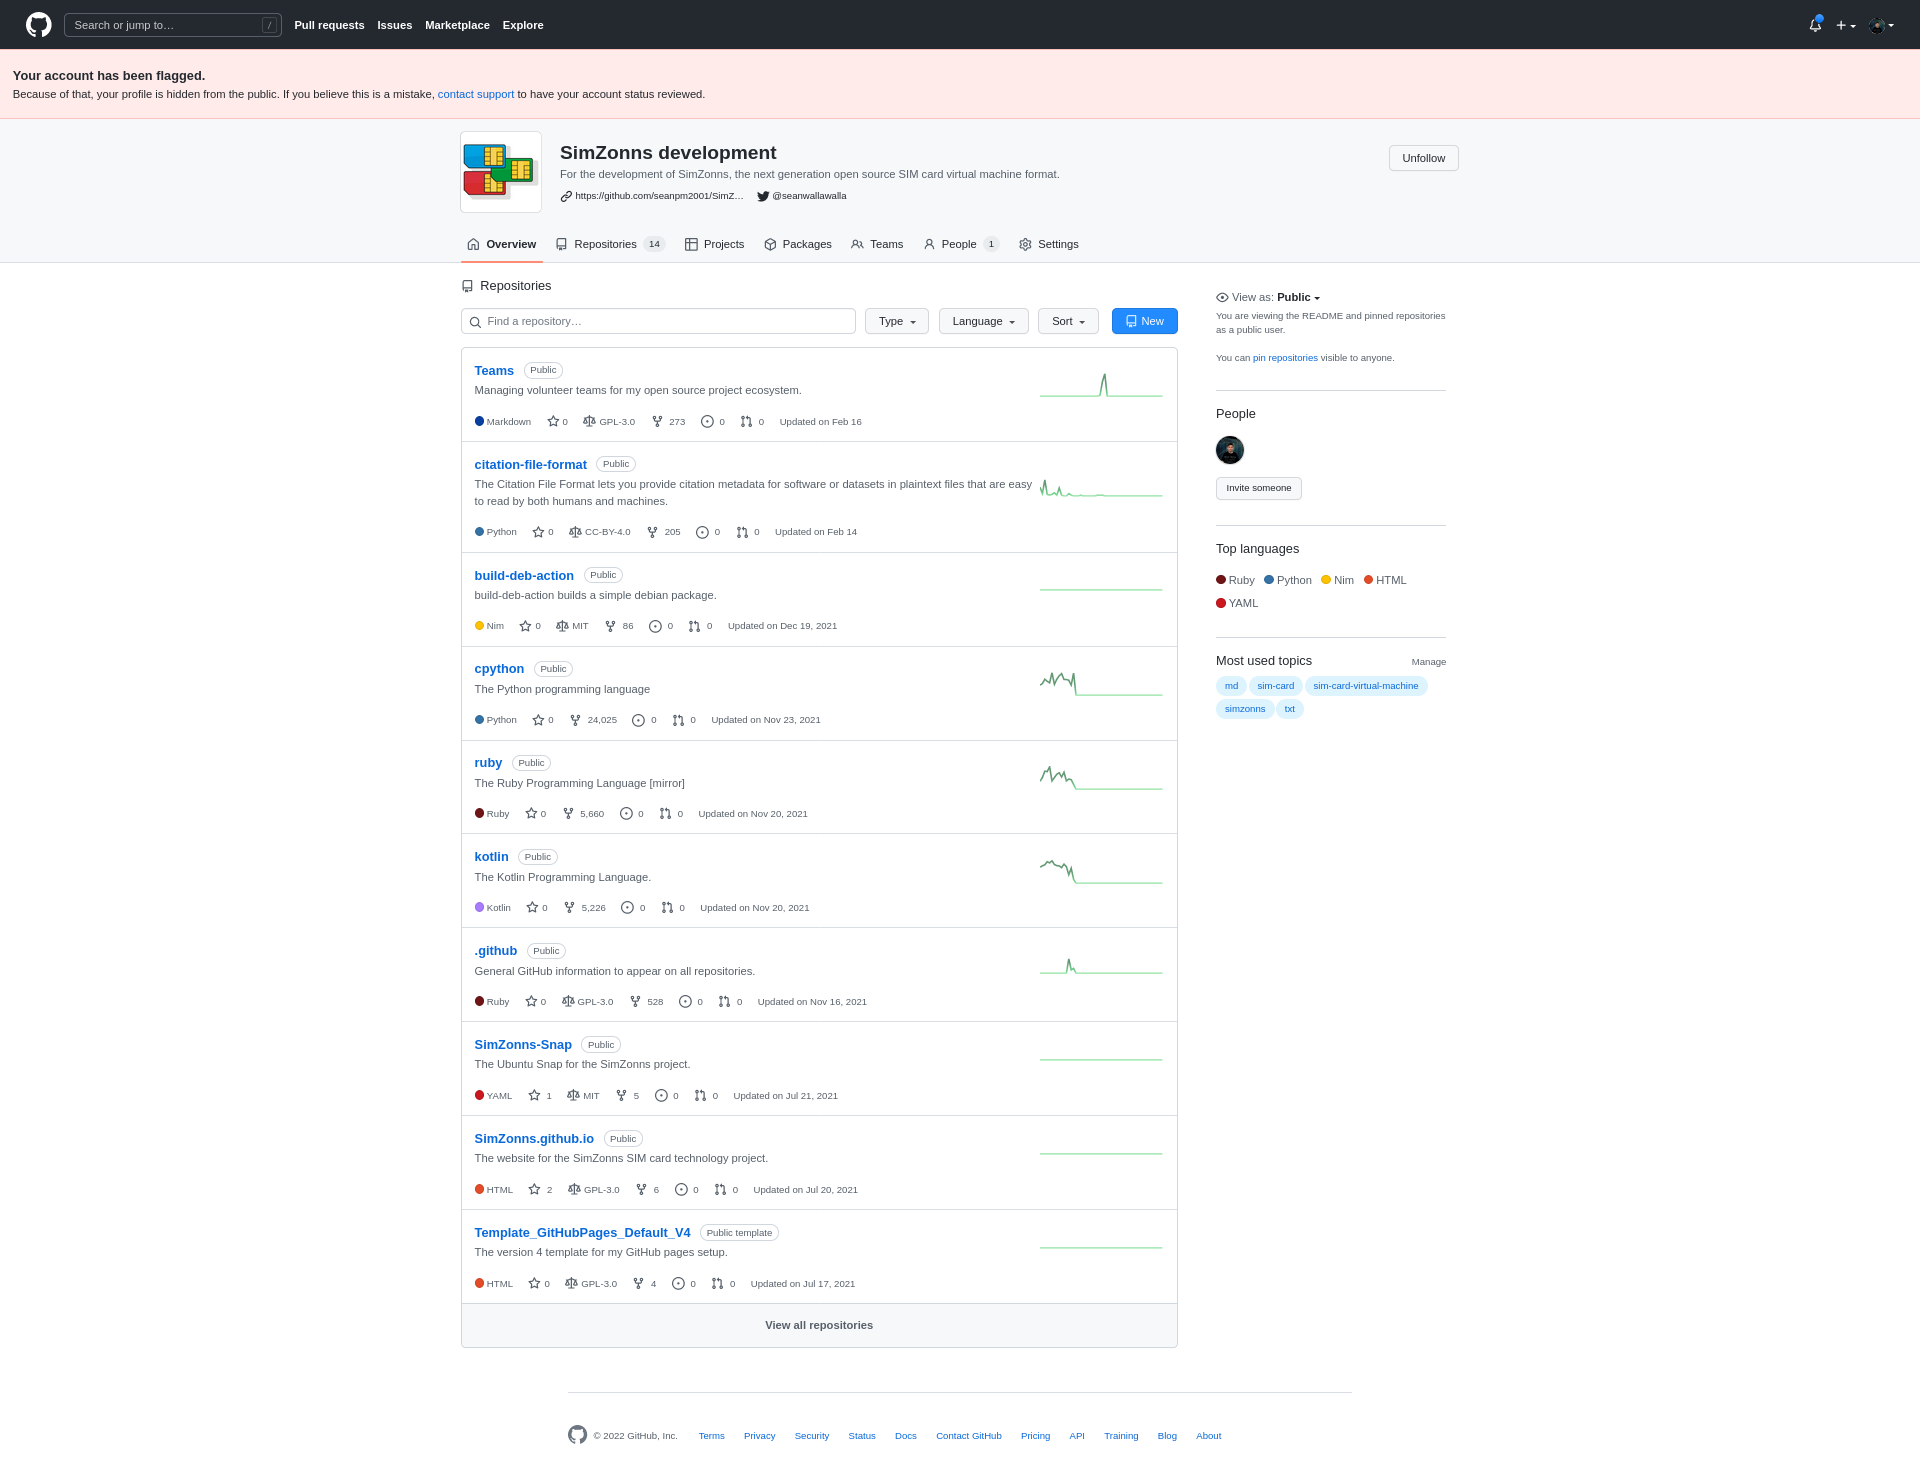 Search or jump to… / Pull requests Issues Marketplace Explore
Your account has been flagged.
Because of that, your profile is hidden from the public. If you believe this is a mistake, contact support to have your account status reviewed.
SimZonns development
Unfollow
For the development of SimZonns, the next generation open source SIM card virtual machine format.
https://github.com/seanpm2001/SimZ… @seanwallawalla
Overview Repositories 14 Projects Packages Teams People 1 Settings
Repositories
Find a repository… Type Language Sort New
Teams Public
Managing volunteer teams for my open source project ecosystem.
Markdown 0 GPL-3.0 273 0 0 Updated on Feb 16
citation-file-format Public
The Citation File Format lets you provide citation metadata for software or datasets in plaintext files that are easy
to read by both humans and machines.
Python 0 CC-BY-4.0 205 0 0 Updated on Feb 14
build-deb-action Public
build-deb-action builds a simple debian package.
Nim 0 MIT 86 0 0 Updated on Dec 19, 2021
cpython Public
The Python programming language
Python 0 24,025 0 0 Updated on Nov 23, 2021
ruby Public
The Ruby Programming Language [mirror]
Ruby 0 5,660 0 0 Updated on Nov 20, 2021
kotlin Public
The Kotlin Programming Language.
Kotlin 0 5,226 0 0 Updated on Nov 20, 2021
.github Public
General GitHub information to appear on all repositories.
Ruby 0 GPL-3.0 528 0 0 Updated on Nov 16, 2021
SimZonns-Snap Public
The Ubuntu Snap for the SimZonns project.
YAML 1 MIT 5 0 0 Updated on Jul 21, 2021
SimZonns.github.io Public
The website for the SimZonns SIM card technology project.
HTML 2 GPL-3.0 6 0 0 Updated on Jul 20, 2021
Template_GitHubPages_Default_V4 Public template
The version 4 template for my GitHub pages setup.
HTML 0 GPL-3.0 4 0 0 Updated on Jul 17, 2021
View all repositories
View as: Public
You are viewing the README and pinned repositories
as a public user.
You can pin repositories visible to anyone.
People
Invite someone
Top languages
Ruby Python Nim HTML
YAML
Most used topics Manage
md sim-card sim-card-virtual-machine
simzonns txt
© 2022 GitHub, Inc. Terms Privacy Security Status Docs Contact GitHub Pricing API Training Blog About